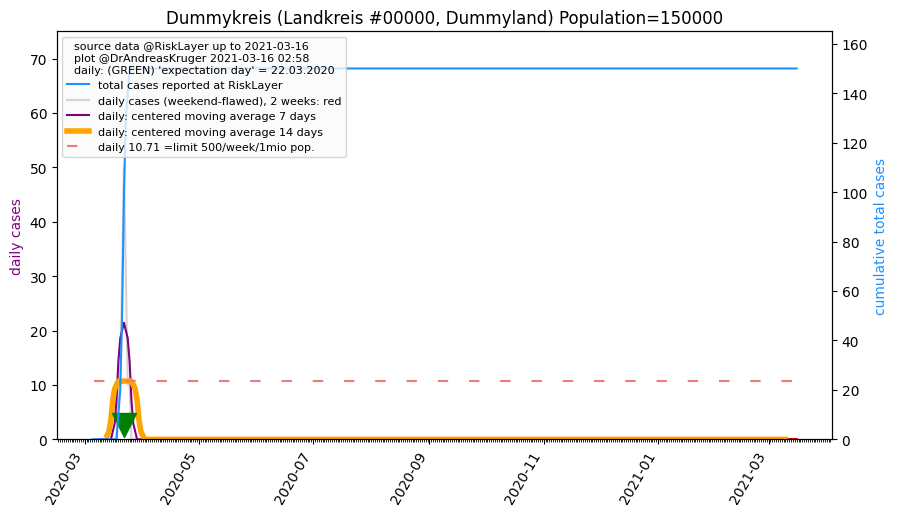 Dummykreis (Landkreis #00000, Dummyland) Population=150000
source data @RiskLayer up to 2021-03-16
plot @DrAndreasKruger 2021-03-16 02:58
daily: (GREEN) 'expectation day' = 22.03.2020
total cases reported at RiskLayer
daily cases (weekend-flawed), 2 weeks: red
daily: centered moving average 7 days
daily: centered moving average 14 days
daily 10.71 =limit 500/week/1mio pop.
daily cases
70
60
50
40
30
20
10
0
cumulative total cases
160
140
120
100
80
60
40
20
0
2020-03
2020-05
2020-07
2020-09
2020-11
2021-01
2021-03